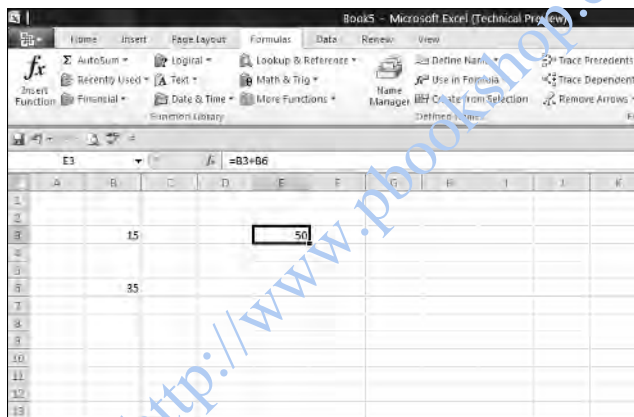 Book5 - Microsoft Excel (Technical Preview)
Home Insert Page Layout Formulas Data Review View
Σ AutoSum Logical Lookup & Reference Define Name Trace Precedents
fx Recently Used A Text Math & Trig Use in Formula Trace Dependent
Insert Function Financial Date & Time More Functions Name Manager Create from Selection Remove Arrows
Function Library Defined Names
E3 fx =B3+B6
A B C D E F G H I J K
1
2
3 15 50
4
5
6 35
7
8
9
10
11
12
13
http://www.pbookshop.com